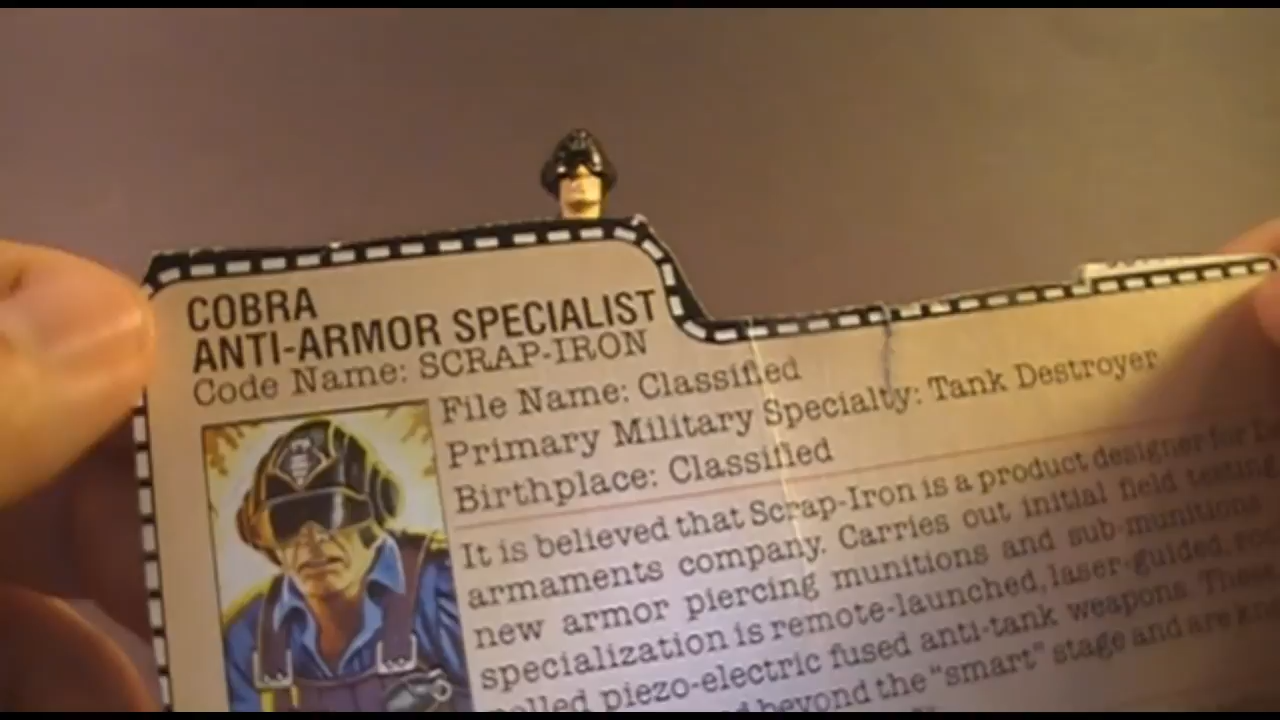 COBRA
ANTI-ARMOR SPECIALIST
Code Name: SCRAP-IRON
File Name: Classified
Primary Military Specialty: Tank Destroyer
Birthplace: Classified
It is believed that Scrap-Iron is a product designer for
armaments company. Carries out initial field testing
new armor piercing munitions and sub-munitions
specialization is remote-launched, laser-guided,
piezo-electric fused anti-tank weapons. These
beyond the "smart" stage and are